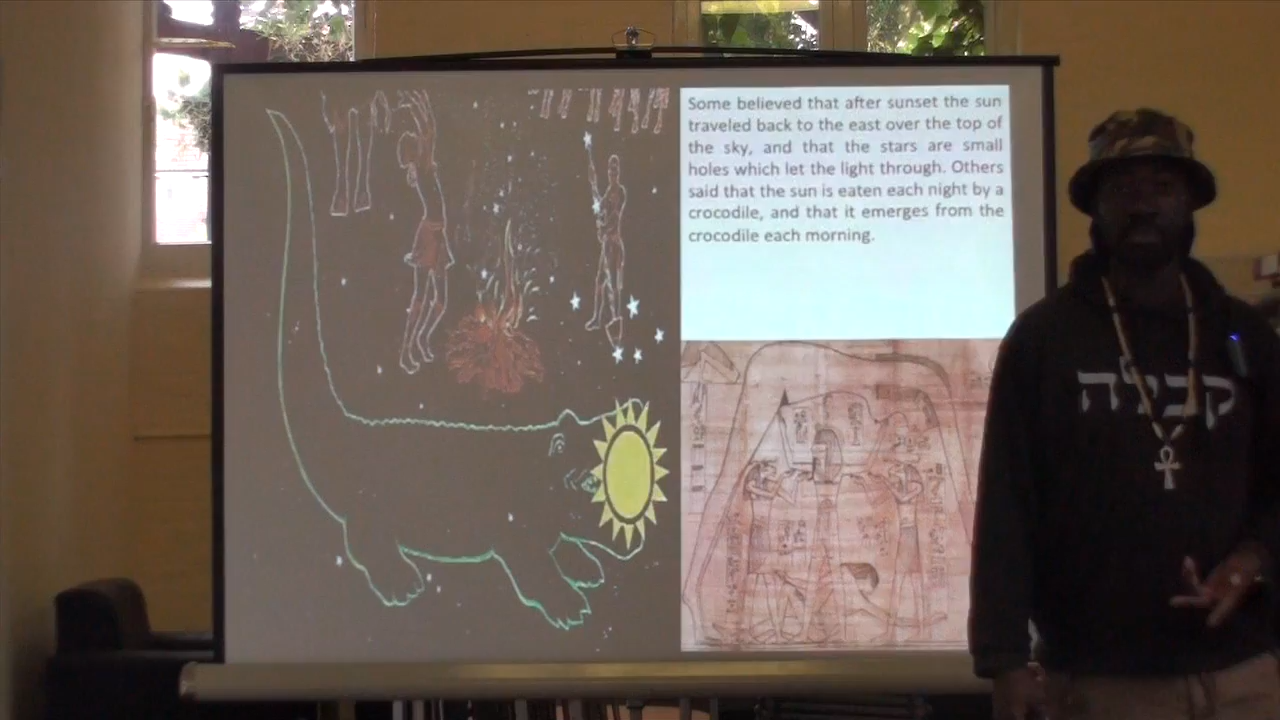 Some believed that after sunset the sun
traveled back to the east over the top of
the sky, and that the stars are small
holes which let the light through. Others
said that the sun is eaten each night by a
crocodile, and that it emerges from the
crocodile each morning.
קבלה